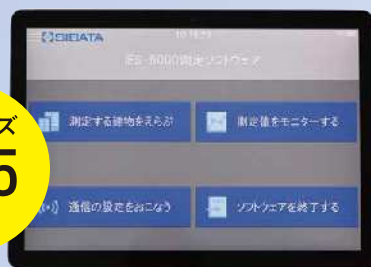 SIBATA
IES-5000測定ソフトウェア
測定する建物をえらぶ
測定値をモニターする
ズ
通信の設定をおこなう
ソフトウェアを終了する